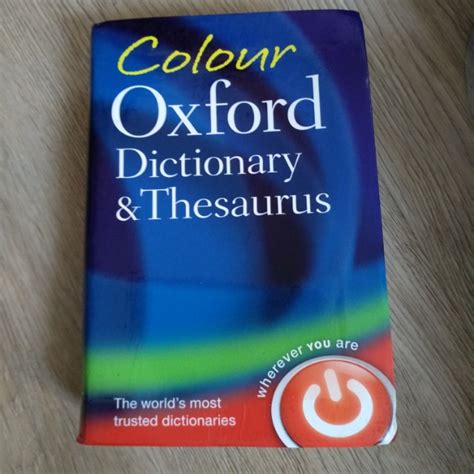 Colour
Oxford
Dictionary
& Thesaurus
wherever YOU are
The world's most
trusted dictionaries